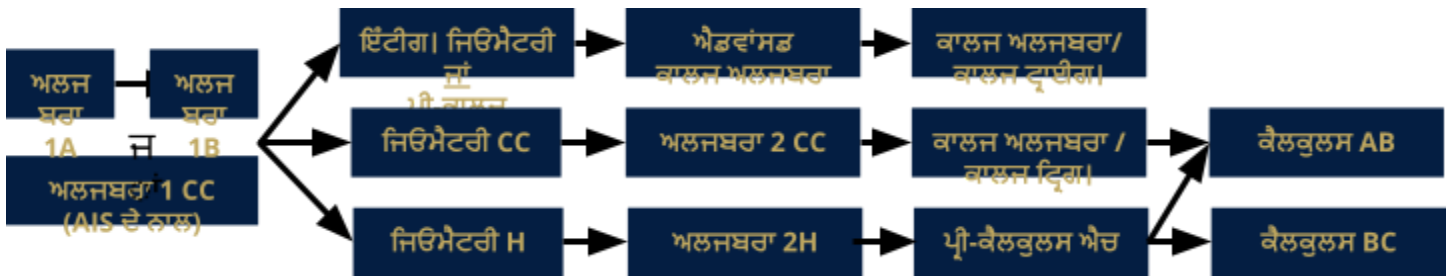 ਅਲਜ
ਬਰਾ
1A
ਜਾਂ
ਅਲਜ
ਬਰਾ
1B
ਅਲਜਬਰਾ 1 CC
(AIS ਦੇ ਨਾਲ)
ਇੰਟੀਗ। ਜਿਓਮੈਟਰੀ
ਜਾਂ
ਪ੍ਰੀ-ਕਾਲਜ
ਐਡਵਾਂਸਡ
ਕਾਲਜ ਅਲਜਬਰਾ
ਕਾਲਜ ਅਲਜਬਰਾ/
ਕਾਲਜ ਟ੍ਰਾਈਗ।
ਜਿਓਮੈਟਰੀ CC
ਅਲਜਬਰਾ 2 CC
ਕਾਲਜ ਅਲਜਬਰਾ /
ਕਾਲਜ ਟ੍ਰਿਗ।
ਕੈਲਕੁਲਸ AB
ਜਿਓਮੈਟਰੀ H
ਅਲਜਬਰਾ 2H
ਪ੍ਰੀ-ਕੈਲਕੁਲਸ ਐਚ
ਕੈਲਕੁਲਸ BC